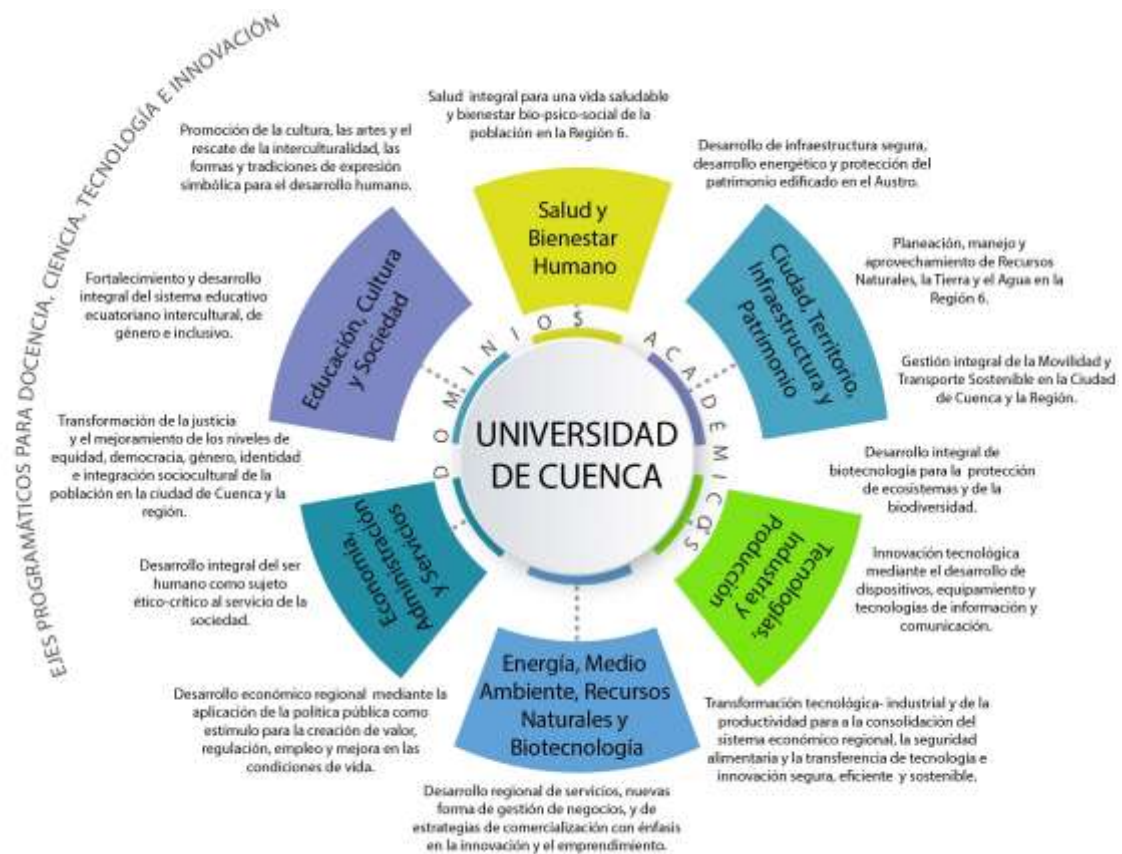 EJES PROGRAMÁTICOS PARA DOCENCIA, CIENCIA, TECNOLOGÍA E INNOVACIÓN
Salud integral para una vida saludable
y bienestar bio-psico-social de la
población en la Región 6.
Promoción de la cultura, las artes y el
rescate de la interculturalidad, las
formas y tradiciones de expresión
simbólica para el desarrollo humano.
Desarrollo de infraestructura segura,
desarrollo energético y protección del
patrimonio edificado en el Austro.
Salud y
Bienestar
Humano
Planeación, manejo y
aprovechamiento de Recursos
Naturales, la Tierra y el Agua en la
Región 6.
Ciudad, Territorio,
Infraestructura y
Patrimonio
Fortalecimiento y desarrollo
integral del sistema educativo
ecuatoriano intercultural, de
género e inclusivo.
Educación, Cultura
y Sociedad
DOMINIOS ACADEMICOS
Gestión integral de la Movilidad y
Transporte Sostenible en la Ciudad
de Cuenca y la Región.
UNIVERSIDAD
DE CUENCA
Transformación de la justicia
y el mejoramiento de los niveles de
equidad, democracia, género, identidad
e integración sociocultural de la
población en la ciudad de Cuenca y la
región.
Desarrollo integral de
biotecnología para la protección
de ecosistemas y de la
biodiversidad.
Economía,
Administración
y Servicios
Tecnologías,
Industria y
Producción
Innovación tecnológica
mediante el desarrollo de
dispositivos, equipamiento y
tecnologías de información y
comunicación.
Desarrollo integral del ser
humano como sujeto
ético-crítico al servicio de la
sociedad.
Energía, Medio
Ambiente, Recursos
Naturales y
Biotecnología
Desarrollo económico regional mediante la
aplicación de la política pública como
estímulo para la creación de valor,
regulación, empleo y mejora en las
condiciones de vida.
Transformación tecnológica- industrial y de la
productividad para a la consolidación del
sistema económico regional, la seguridad
alimentaria y la transferencia de tecnología e
innovación segura, eficiente y sostenible.
Desarrollo regional de servicios, nuevas
forma de gestión de negocios, y de
estrategias de comercialización con énfasis
en la innovación y el emprendimiento.